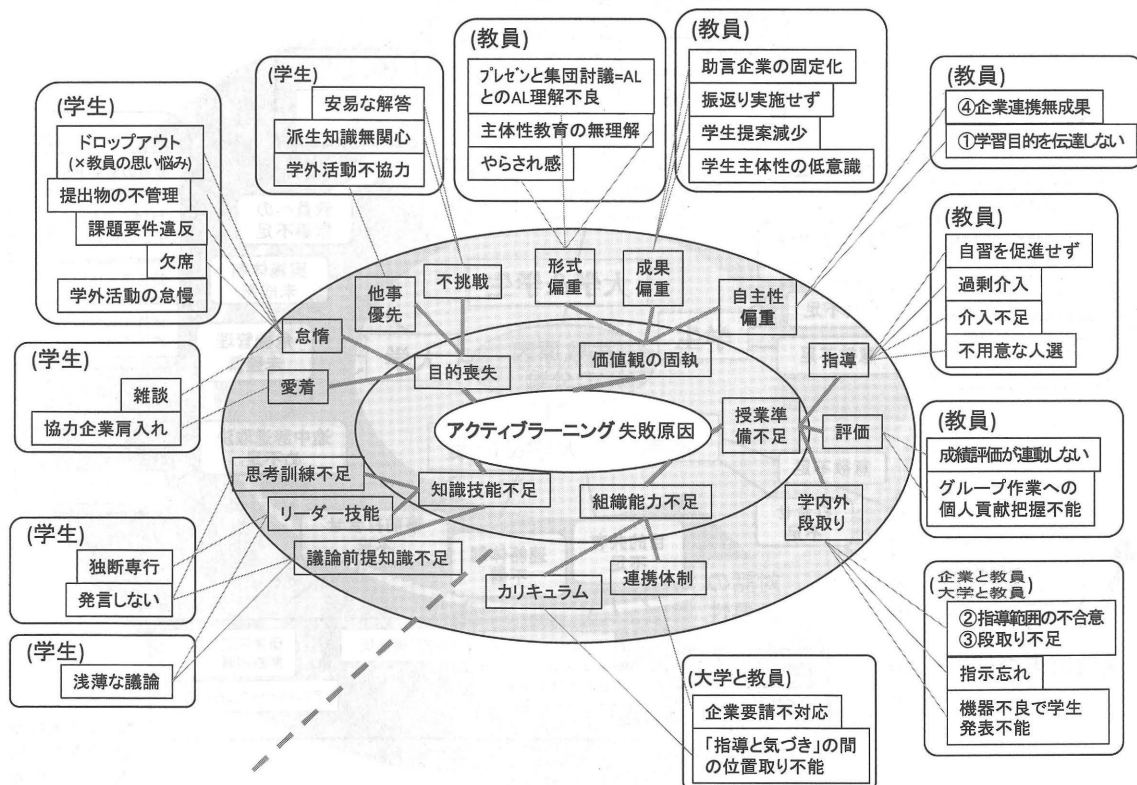 (学生)
ドロップアウト
(×教員の思い悩み)
提出物の不管理
課題要件違反
欠席
学外活動の怠慢
(学生)
安易な解答
派生知識無関心
学外活動不協力
(教員)
プレゼンと集団討議=AL
とのAL理解不良
主体性教育の無理解
やらされ感
(教員)
助言企業の固定化
振返り実施せず
学生提案減少
学生主体性の低意識
(教員)
④企業連携無成果
①学習目的を伝達しない
(教員)
自習を促進せず
過剰介入
介入不足
不用意な人選
(学生)
雑談
協力企業肩入れ
(教員)
成績評価が連動しない
グループ作業への
個人貢献把握不能
(学生)
独断専行
発言しない
(学生)
浅薄な議論
(企業と教員
大学と教員)
②指導範囲の不合意
③段取り不足
指示忘れ
機器不良で学生
発表不能
(大学と教員)
企業要請不対応
「指導と気づき」の間
の位置取り不能
他事
優先
不挑戦
形式
偏重
成果
偏重
自主性
偏重
怠惰
愛着
目的喪失
価値観の固執
指導
アクティブラーニング 失敗原因
授業準
備不足
評価
思考訓練不足
知識技能不足
組織能力不足
学内外
段取り
リーダー技能
議論前提知識不足
カリキュラム
連携体制